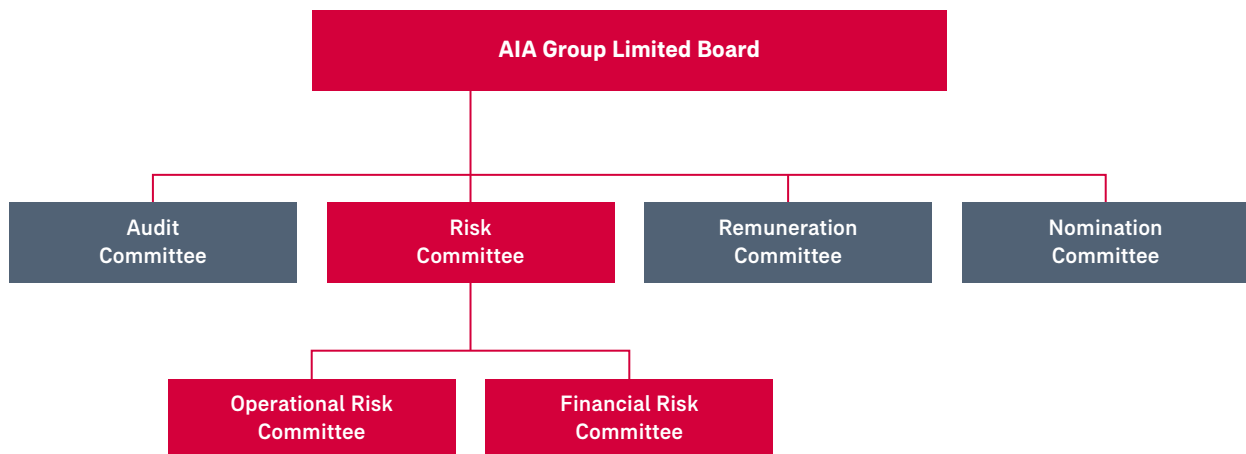 AIA Group Limited Board
Audit
Committee
Risk
Committee
Remuneration
Committee
Nomination
Committee
Operational Risk
Committee
Financial Risk
Committee